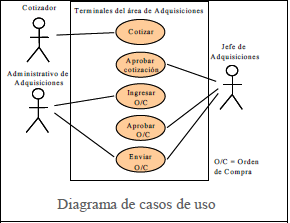 Cotizador
Terminales del área de Adquisiciones
Cotizar
Aprobar
cotización
Jefe de
Adquisiciones
Administrativo de
Adquisiciones
Ingresar
O/C
Aprobar
O/C
Enviar
O/C
O/C = Orden
de Compra
Diagrama de casos de uso